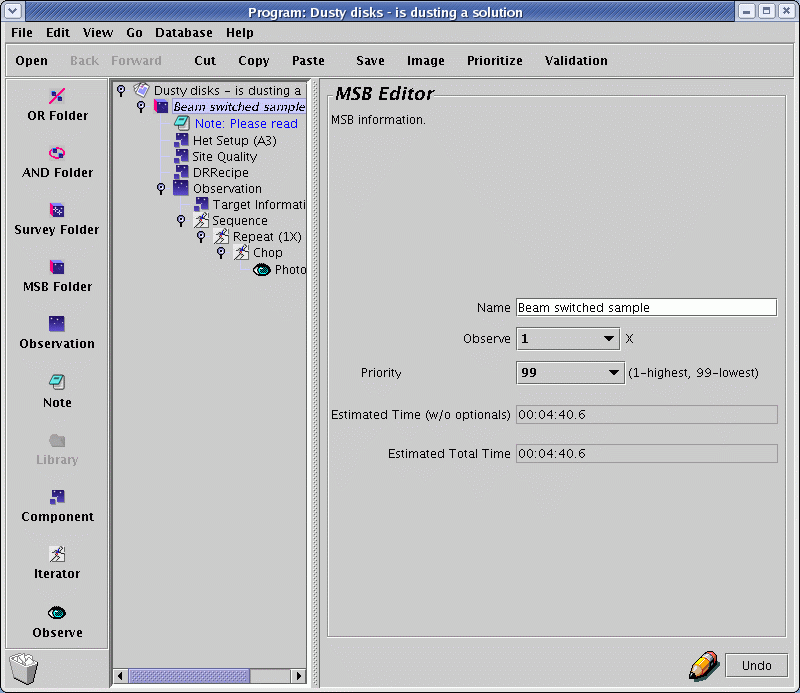 Program: Dusty disks - is dusting a solution
File Edit View Go Database Help
Open Back Forward Cut Copy Paste Save Image Prioritize Validation
OR Folder
AND Folder
Survey Folder
MSB Folder
Observation
Note
Library
Component
Iterator
Observe
Dusty disks - is dusting a
Beam switched sample
Note: Please read
Het Setup (A3)
Site Quality
DRRecipe
Observation
Target Informati
Sequence
Repeat (1X)
Chop
Photo
MSB Editor
MSB information.
Name Beam switched sample
Observe 1 X
Priority 99 (1-highest, 99-lowest)
Estimated Time (w/o optionals) 00:04:40.6
Estimated Total Time 00:04:40.6
Undo